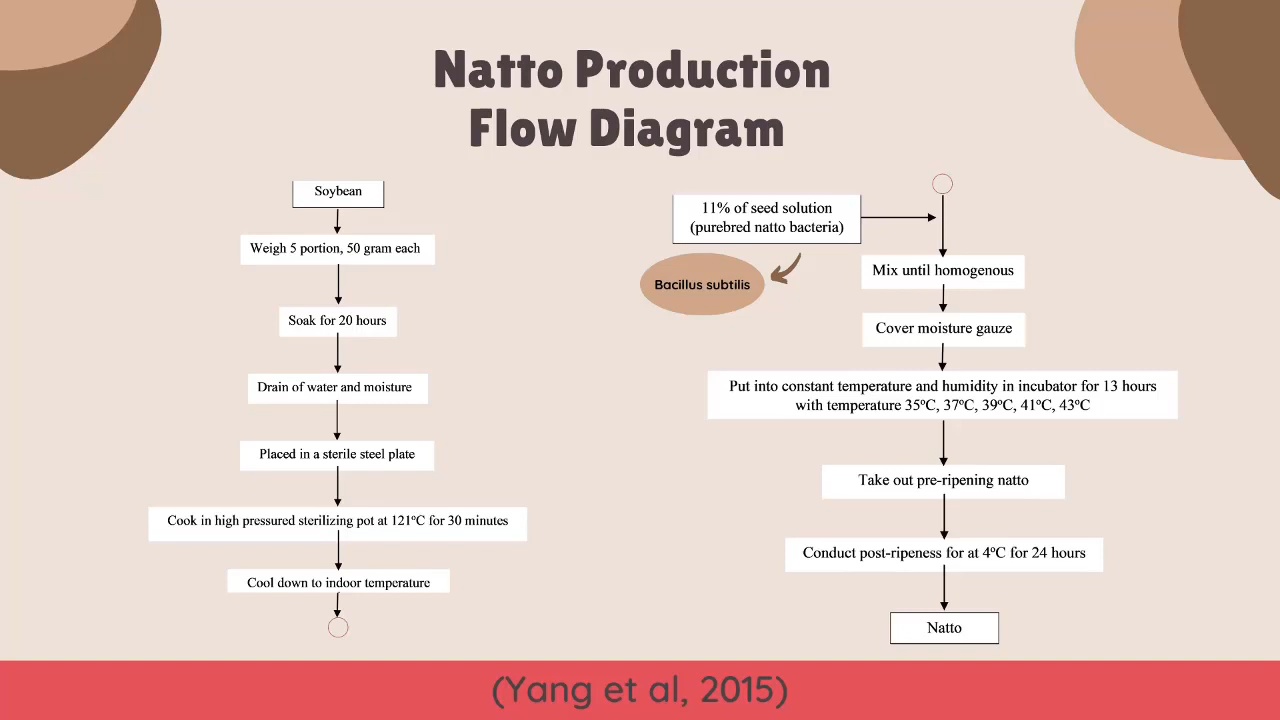 Natto Production
Flow Diagram
Soybean
Weigh 5 portion, 50 gram each
Soak for 20 hours
Drain of water and moisture
Placed in a sterile steel plate
Cook in high pressured sterilizing pot at 121ºC for 30 minutes
Cool down to indoor temperature
11% of seed solution
(purebred natto bacteria)
Bacillus subtilis
Mix until homogenous
Cover moisture gauze
Put into constant temperature and humidity in incubator for 13 hours
with temperature 35ºC, 37ºC, 39ºC, 41ºC, 43ºC
Take out pre-ripening natto
Conduct post-ripeness for at 4ºC for 24 hours
Natto
(Yang et al, 2015)